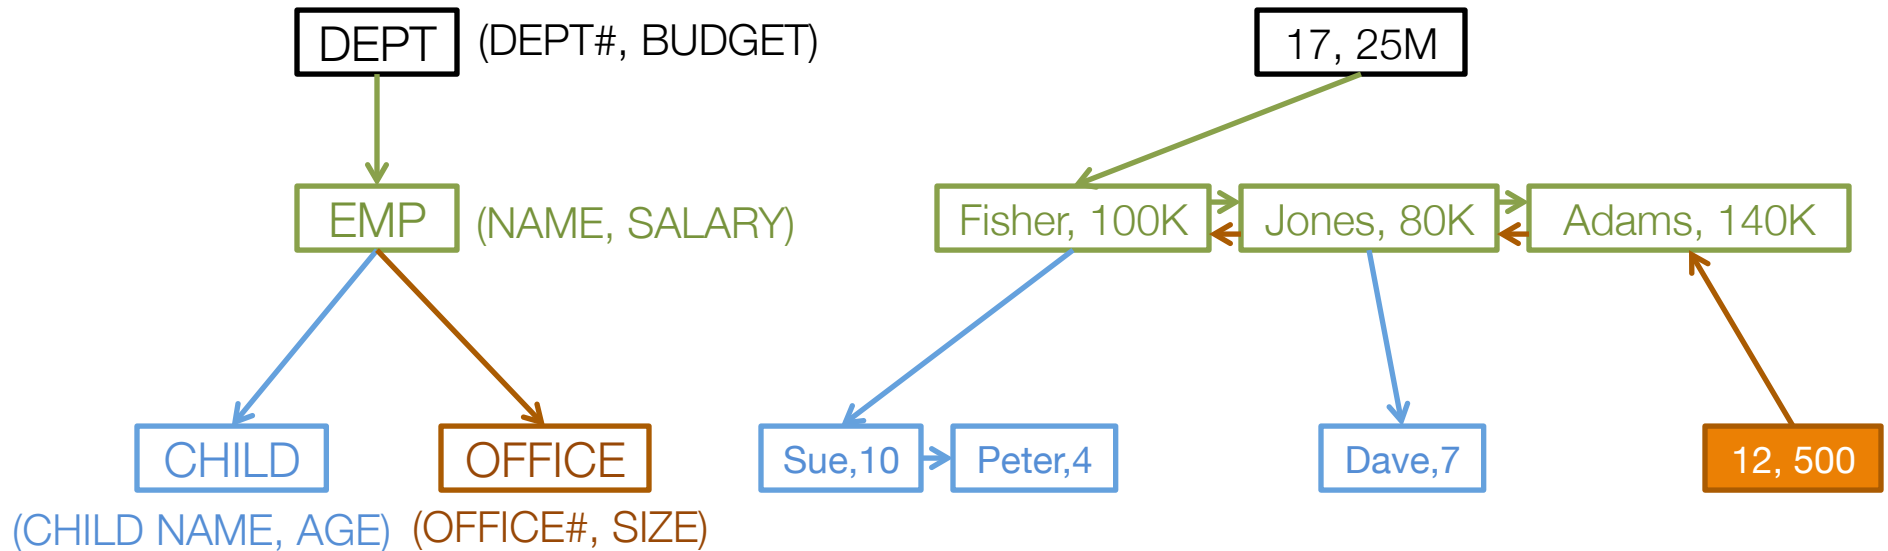 DEPT (DEPT#, BUDGET)
17, 25M
EMP (NAME, SALARY)
Fisher, 100K
Jones, 80K
Adams, 140K
CHILD
OFFICE
Sue,10
Peter,4
Dave,7
12, 500
(CHILD NAME, AGE)
(OFFICE#, SIZE)